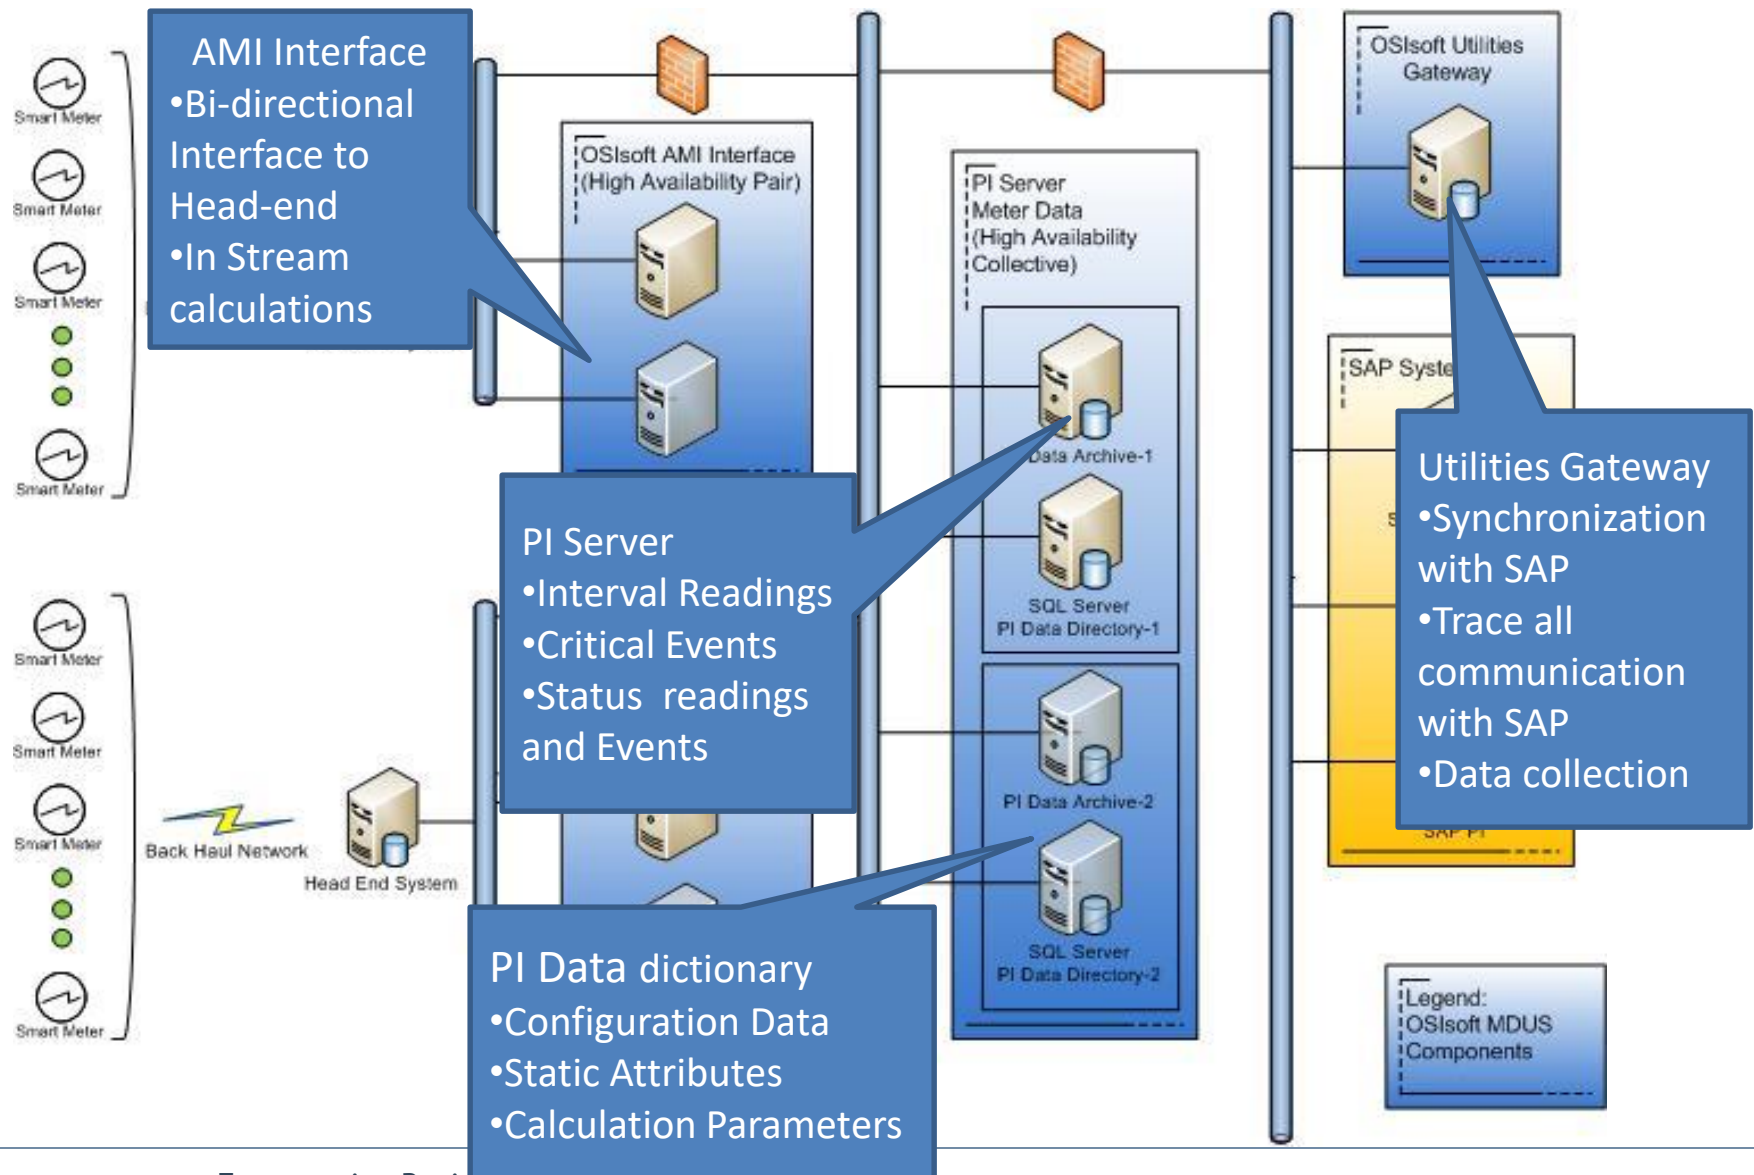 Smart Meter
Smart Meter
Smart Meter
Smart Meter
AMI Interface
•Bi-directional
Interface to
Head-end
•In Stream
calculations
OSIsoft AMI Interface
(High Availability Pair)
PI Server
Meter Data
(High Availability
Collective)
Data Archive-1
SQL Server
PI Data Directory-1
PI Data Archive-2
SQL Server
PI Data Directory-2
OSIsoft Utilities
Gateway
SAP Syste
Utilities Gateway
•Synchronization
with SAP
•Trace all
communication
with SAP
•Data collection
SAP PI
PI Server
•Interval Readings
•Critical Events
•Status readings
and Events
Smart Meter
Smart Meter
Smart Meter
Smart Meter
Back Haul Network
Head End System
PI Data dictionary
•Configuration Data
•Static Attributes
•Calculation Parameters
Legend:
OSIsoft MDUS
Components